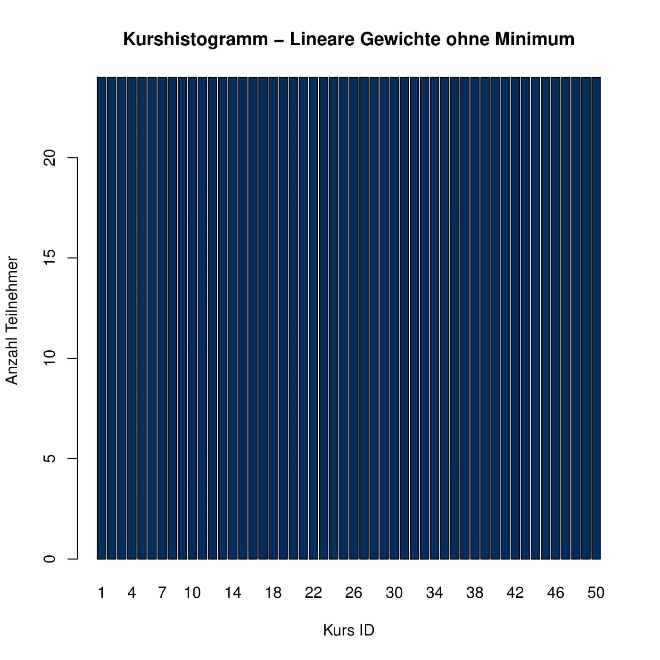 Kurshistogramm − Lineare Gewichte ohne Minimum
Anzahl Teilnehmer
20
15
10
5
0
1 4 7 10 14 18 22 26 30 34 38 42 46 50
Kurs ID